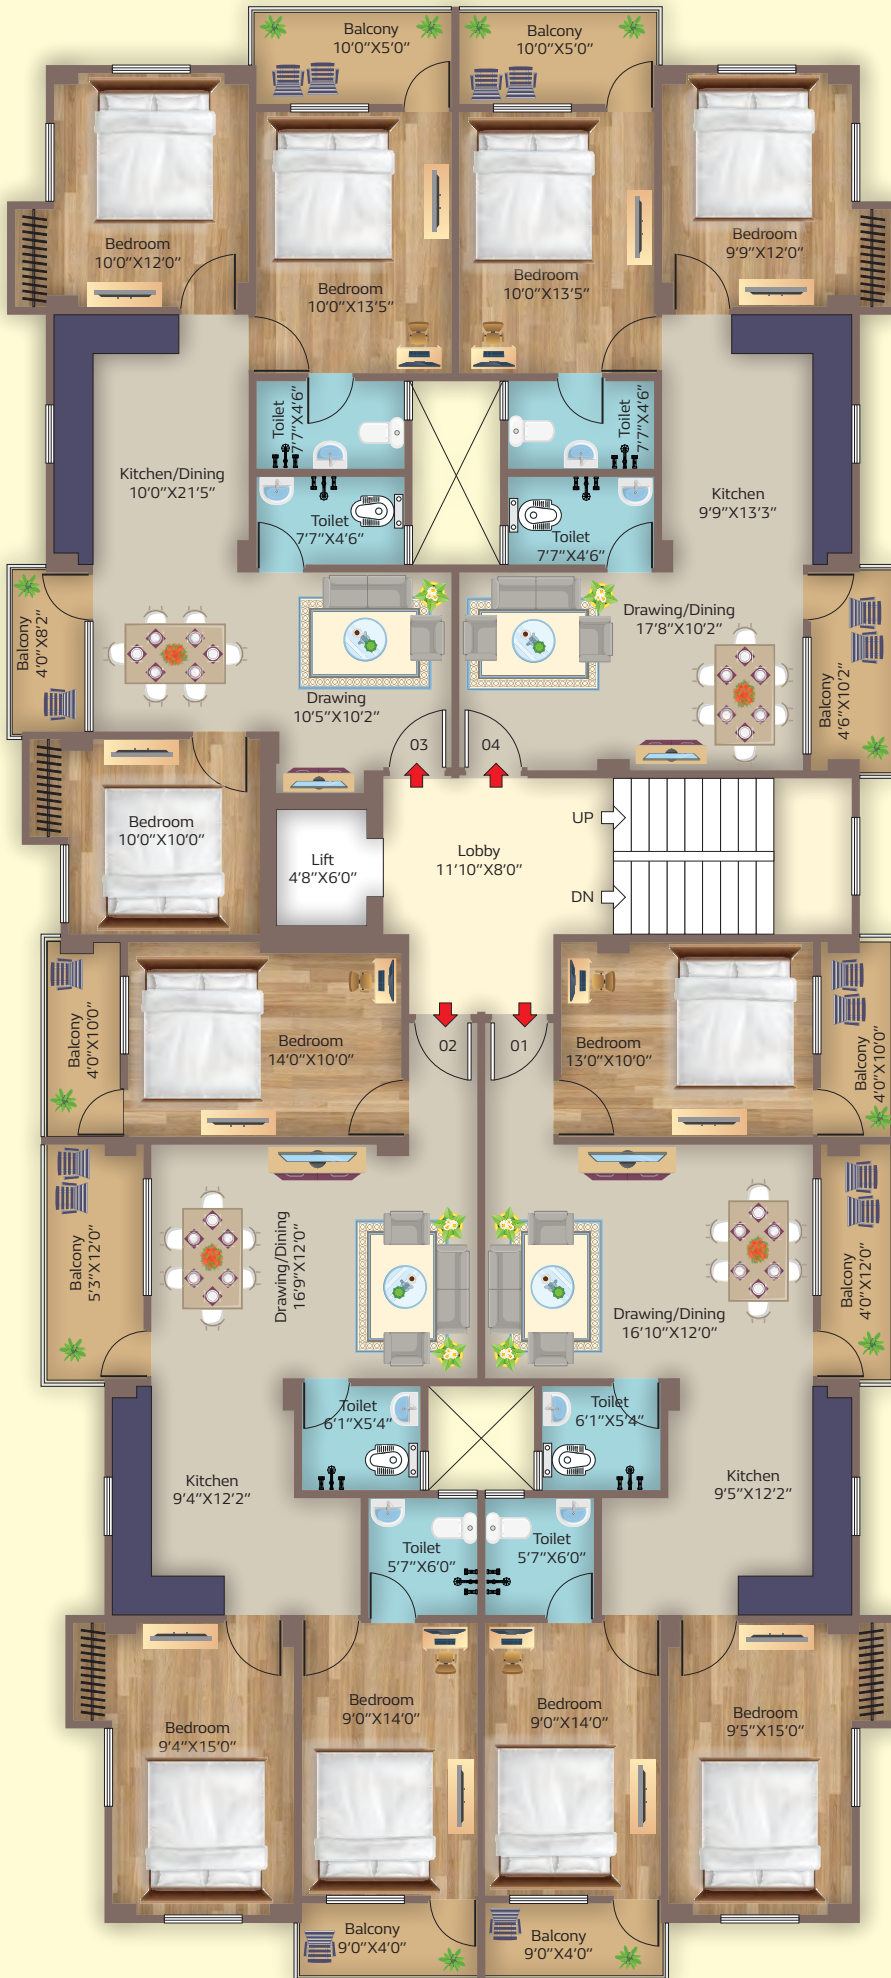 Balcony
10'0"X5'0"
Balcony
10'0"X5'0"
Bedroom
10'0"X12'0"
Bedroom
10'0"X13'5"
Bedroom
10'0"X13'5"
Bedroom
9'9"X12'0"
Toilet
7'7"X4'6"
Toilet
7'7"X4'6"
Kitchen/Dining
10'0"X21'5"
Toilet
7'7"X4'6"
Toilet
7'7"X4'6"
Kitchen
9'9"X13'3"
Balcony
4'0"X8'2"
Drawing
10'5"X10'2"
Drawing/Dining
17'8"X10'2"
Balcony
4'6"X10'2"
03
04
Bedroom
10'0"X10'0"
Lift
4'8"X6'0"
Lobby
11'10"X8'0"
UP
DN
Balcony
4'0"X10'0"
Bedroom
14'0"X10'0"
02
01
Bedroom
13'0"X10'0"
Balcony
4'0"X10'0"
Balcony
5'3"X12'0"
Drawing/Dining
16'9"X12'0"
Drawing/Dining
16'10"X12'0"
Balcony
4'0"X12'0"
Toilet
6'1"X5'4"
Toilet
6'1"X5'4"
Kitchen
9'4"X12'2"
Kitchen
9'5"X12'2"
Toilet
5'7"X6'0"
Toilet
5'7"X6'0"
Bedroom
9'4"X15'0"
Bedroom
9'0"X14'0"
Bedroom
9'0"X14'0"
Bedroom
9'5"X15'0"
Balcony
9'0"X4'0"
Balcony
9'0"X4'0"